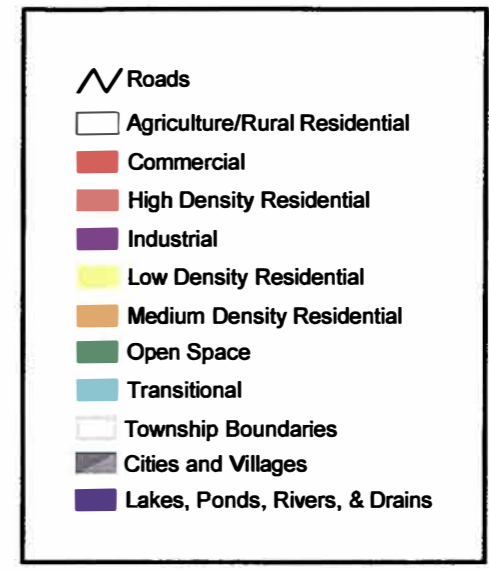 Roads
Agriculture/Rural Residential
Commercial
High Density Residential
Industrial
Low Density Residential
Medium Density Residential
Open Space
Transitional
Township Boundaries
Cities and Villages
Lakes, Ponds, Rivers, & Drains